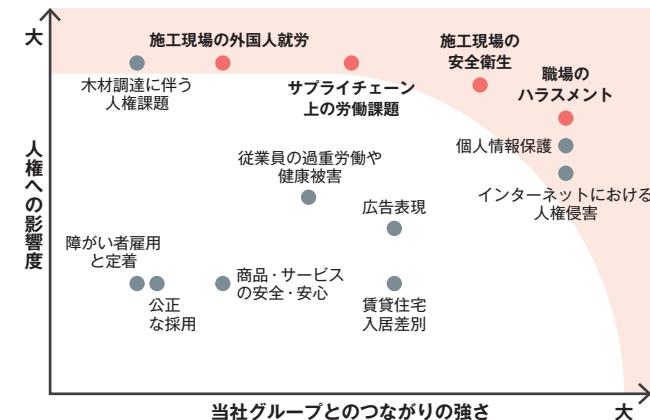 大
人権への影響度
施工現場の外国人就労
木材調達に伴う
人権課題
サプライチェーン
上の労働課題
施工現場の
安全衛生
職場の
ハラスメント
個人情報保護
インターネットにおける
人権侵害
従業員の過重労働や
健康被害
広告表現
障がい者雇用
と定着
公正
な採用
商品・サービス
の安全・安心
賃貸住宅
入居差別
当社グループとのつながりの強さ
大